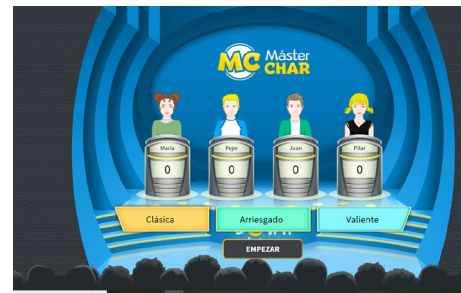 MC Máster
CHAR
María Pepe Juan Pilar
0 0 0 0
Clásica Arriesgado Valiente
EMPEZAR